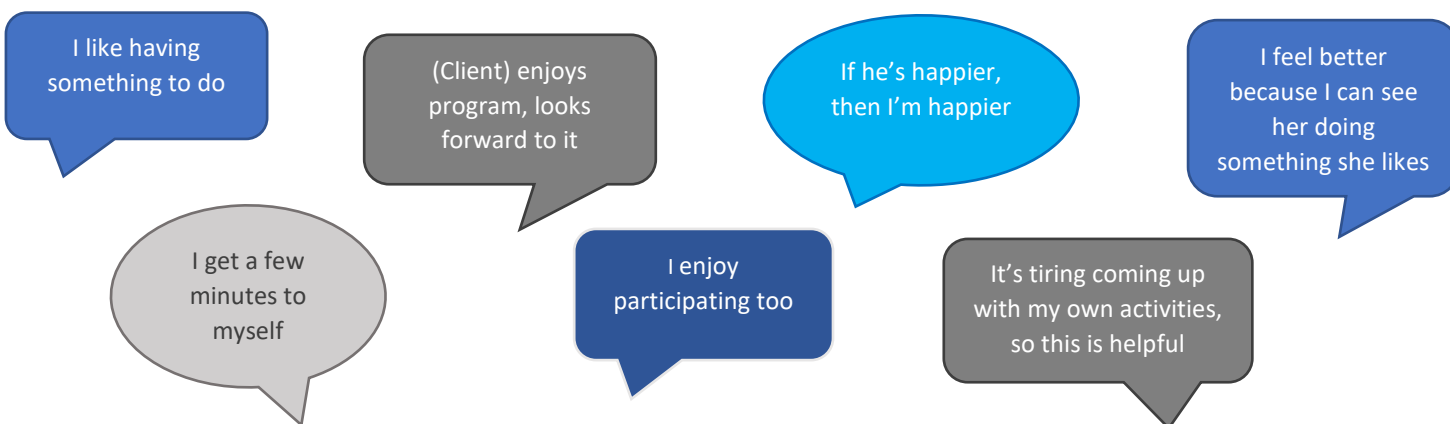 I like having
something to do
(Client) enjoys
program, looks
forward to it
If he’s happier,
then I’m happier
I feel better
because I can see
her doing
something she likes
I get a few
minutes to
myself
I enjoy
participating too
It’s tiring coming up
with my own activities,
so this is helpful